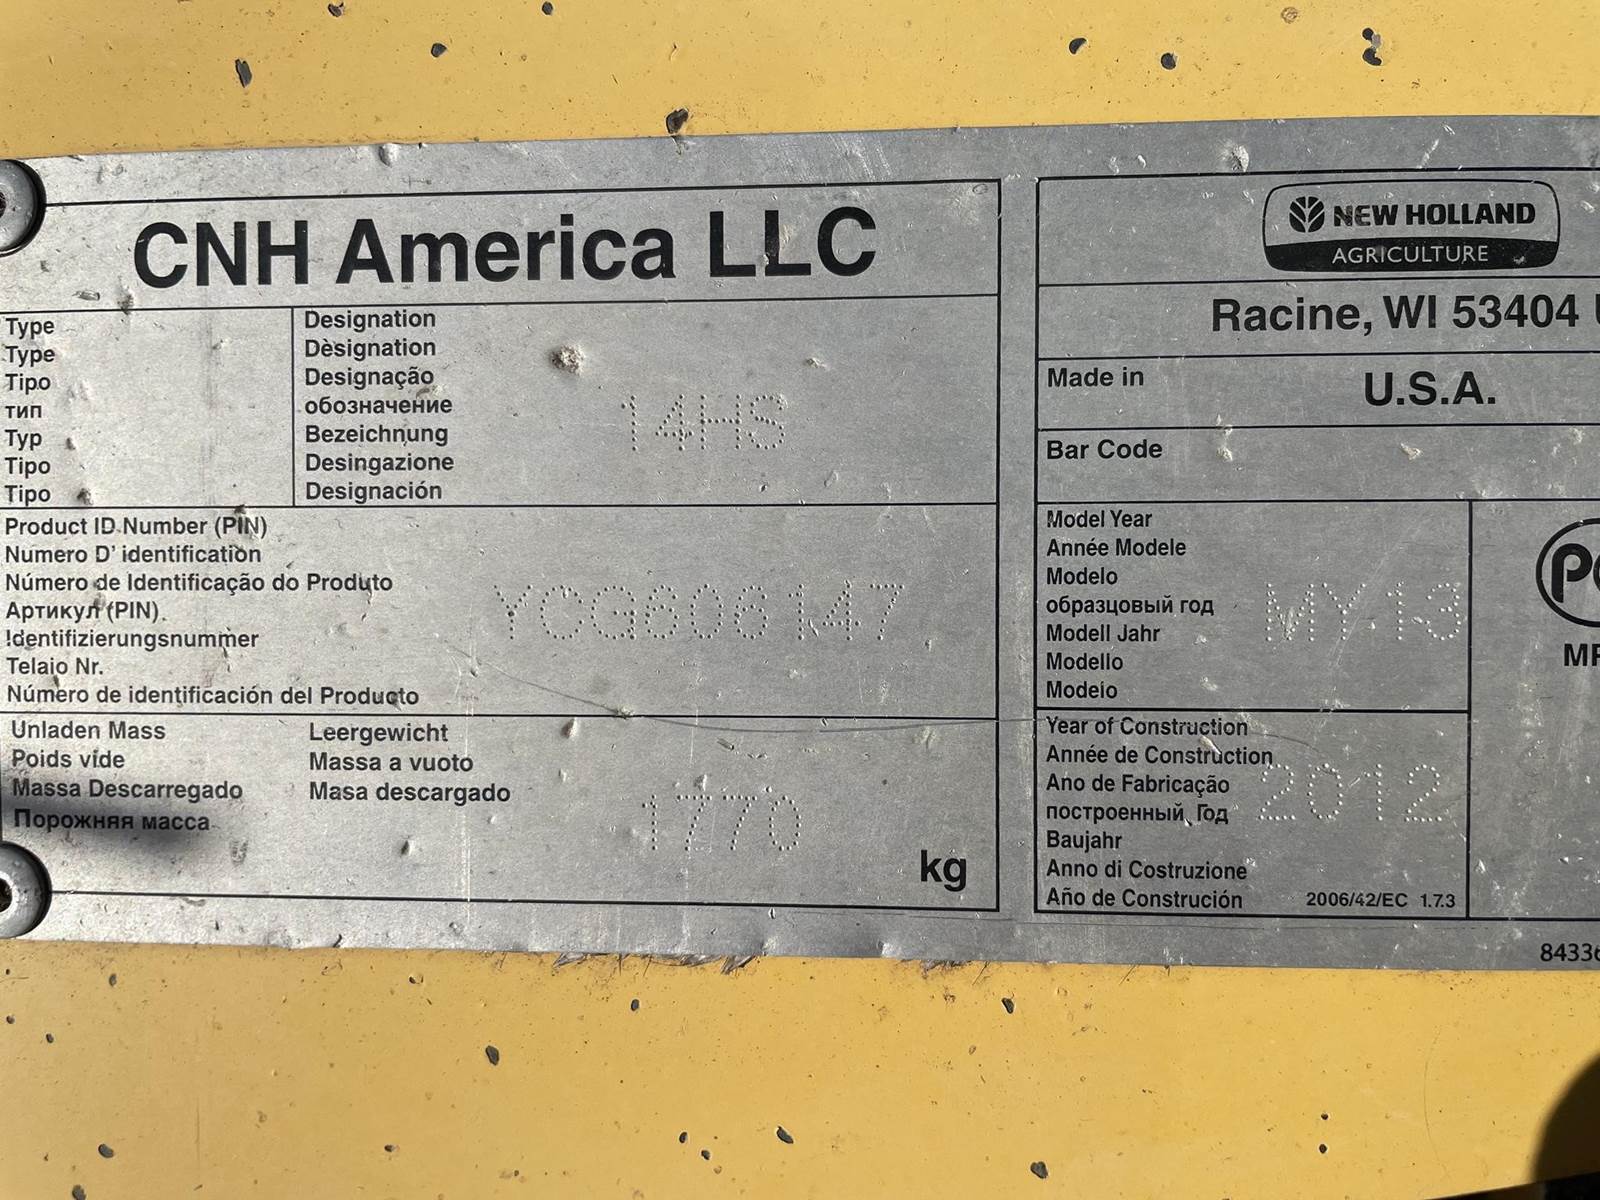 CNH America LLC
Type
Type
Tipo
тип
Typ
Tipo
Tipo
Designation
Dèsignation
Designação
обозначение
Bezeichnung
Desingazione
Designación
14HS
Product ID Number (PIN)
Numero D' identification
Número de Identificação do Produto
Артикул (PIN)
Identifizierungsnummer
Telaio Nr.
Número de identificación del Producto
YCG606147
Unladen Mass
Poids vide
Massa Descarregado
Порожняя масса
Leergewicht
Massa a vuoto
Masa descargado
1770
kg
NEW HOLLAND
AGRICULTURE
Racine, WI 53404
Made in
U.S.A.
Bar Code
Model Year
Année Modele
Modelo
образцовый год
Modell Jahr
Modello
Modelo
MY13
Year of Construction
Année de Construction
Ano de Fabricação
построенный Год
Baujahr
Anno di Costruzione
Año de Construción
2012
2006/42/EC 1.7.3